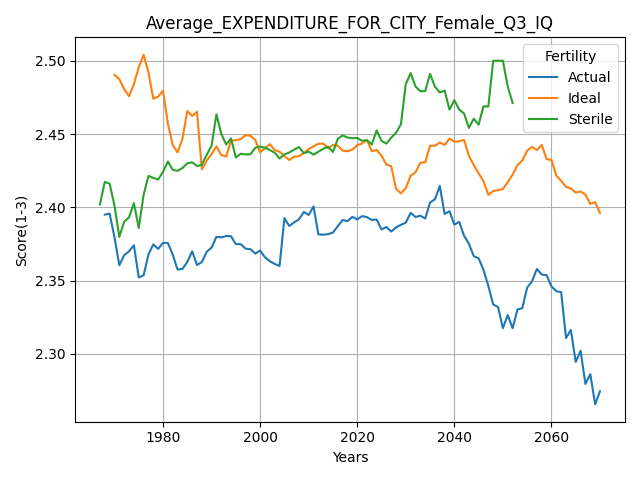 Average_EXPENDITURE_FOR_CITY_Female_Q3_IQ
Fertility
Actual
Ideal
Sterile
Score(1-3)
2.50
2.45
2.40
2.35
2.30
1980 2000 2020 2040 2060
Years